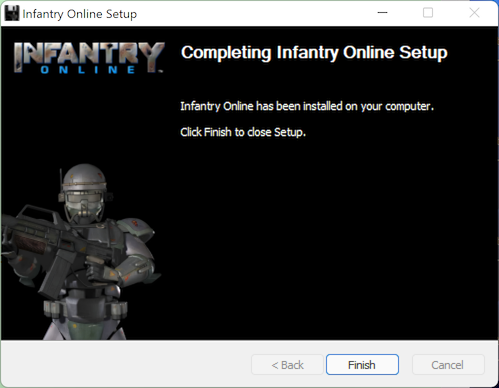 Infantry Online Setup
INFANTRY
ONLINE™
Completing Infantry Online Setup
Infantry Online has been installed on your computer.
Click Finish to close Setup.
< Back
Finish
Cancel